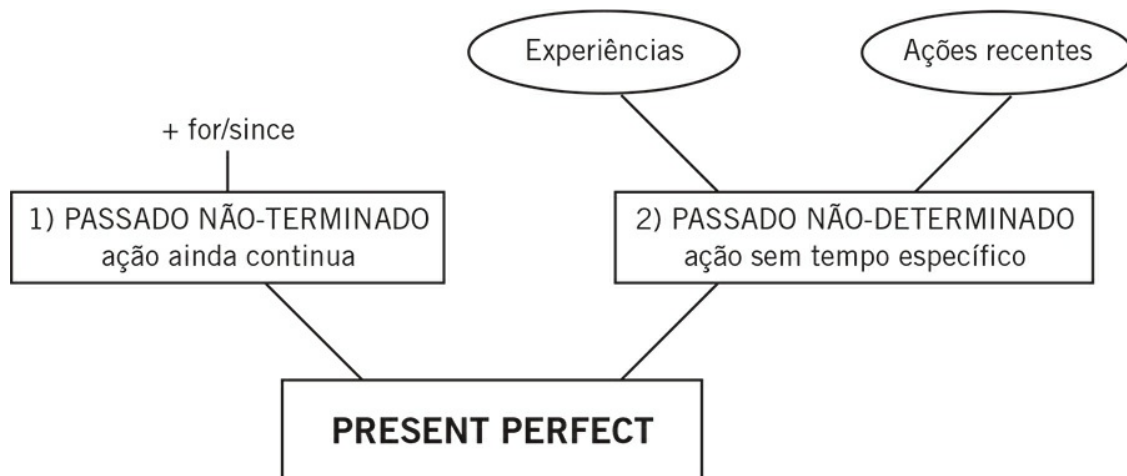 Experiências
Ações recentes
+ for/since
1) PASSADO NÃO-TERMINADO
ação ainda continua
2) PASSADO NÃO-DETERMINADO
ação sem tempo específico
PRESENT PERFECT